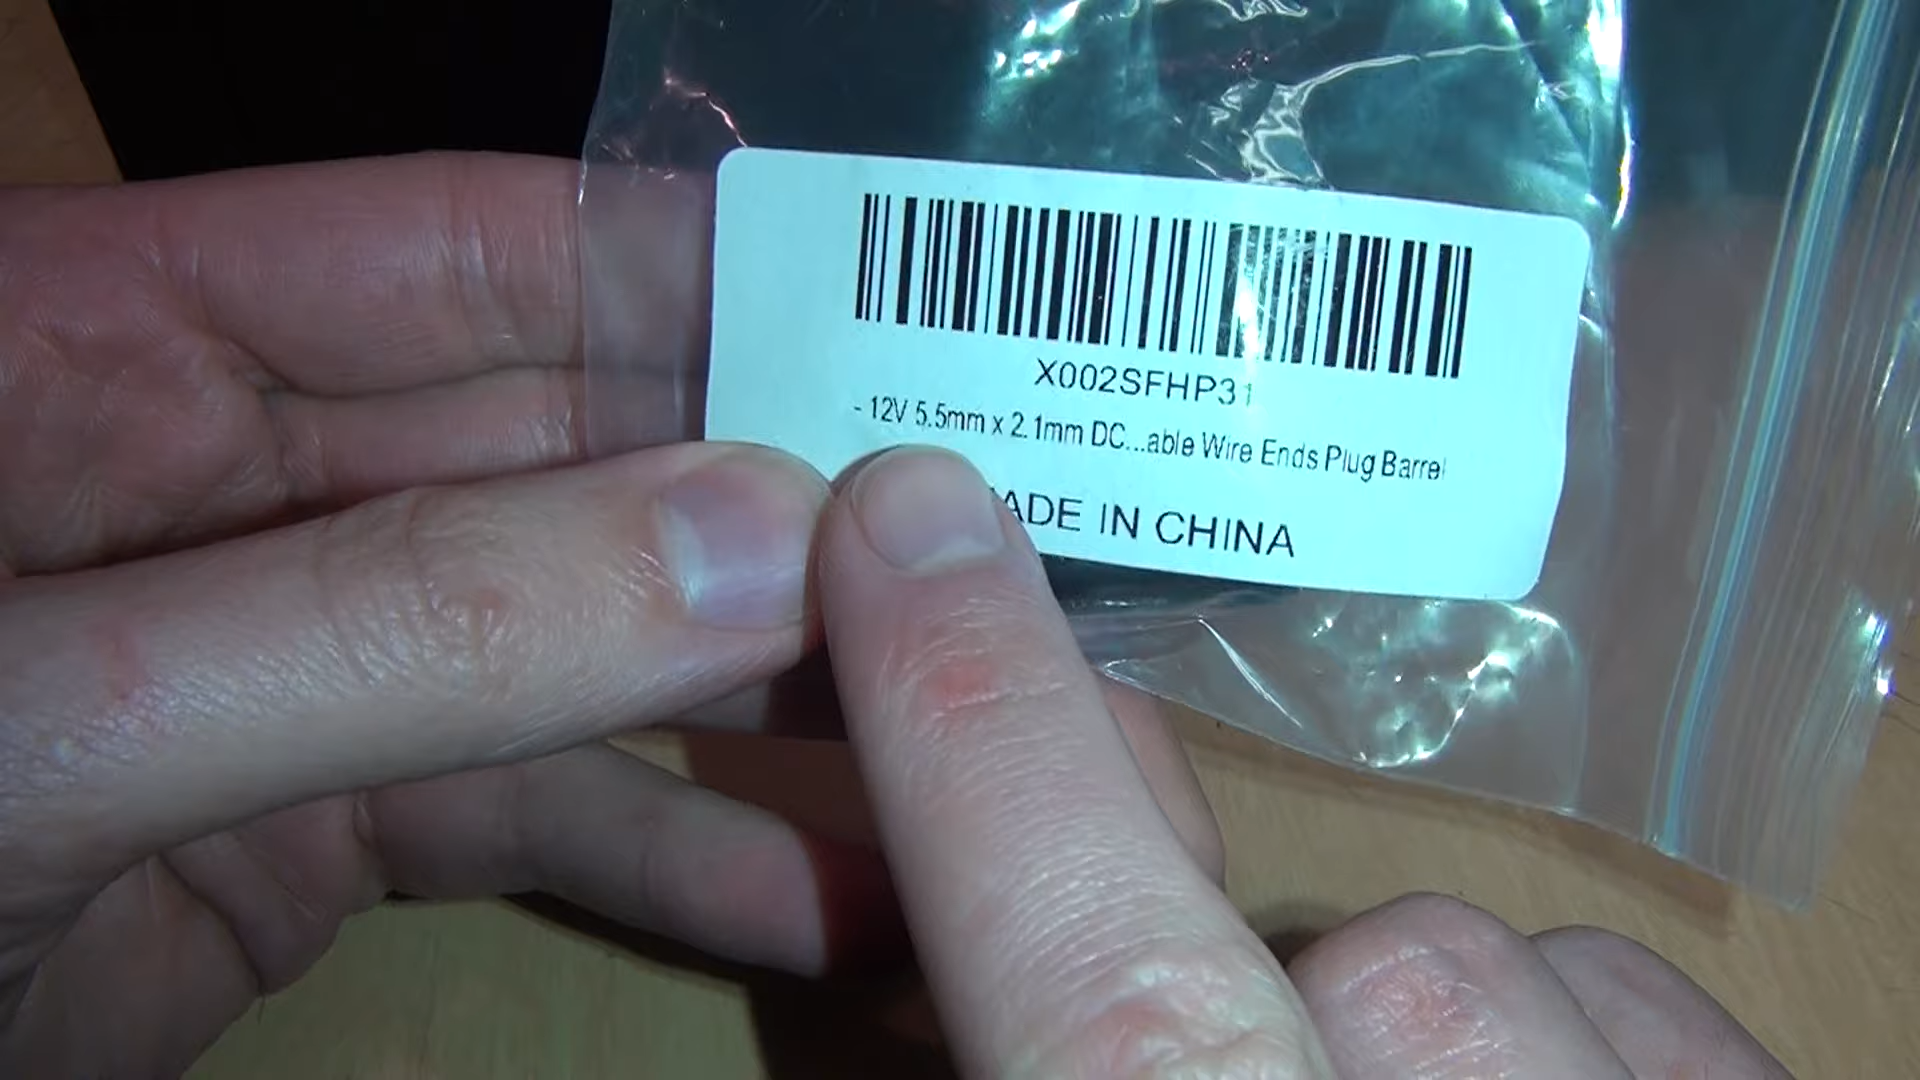 X002SFHP31
- 12V 5.5mm x 2.1mm DC...able Wire Ends Plug Barrel
ADE IN CHINA